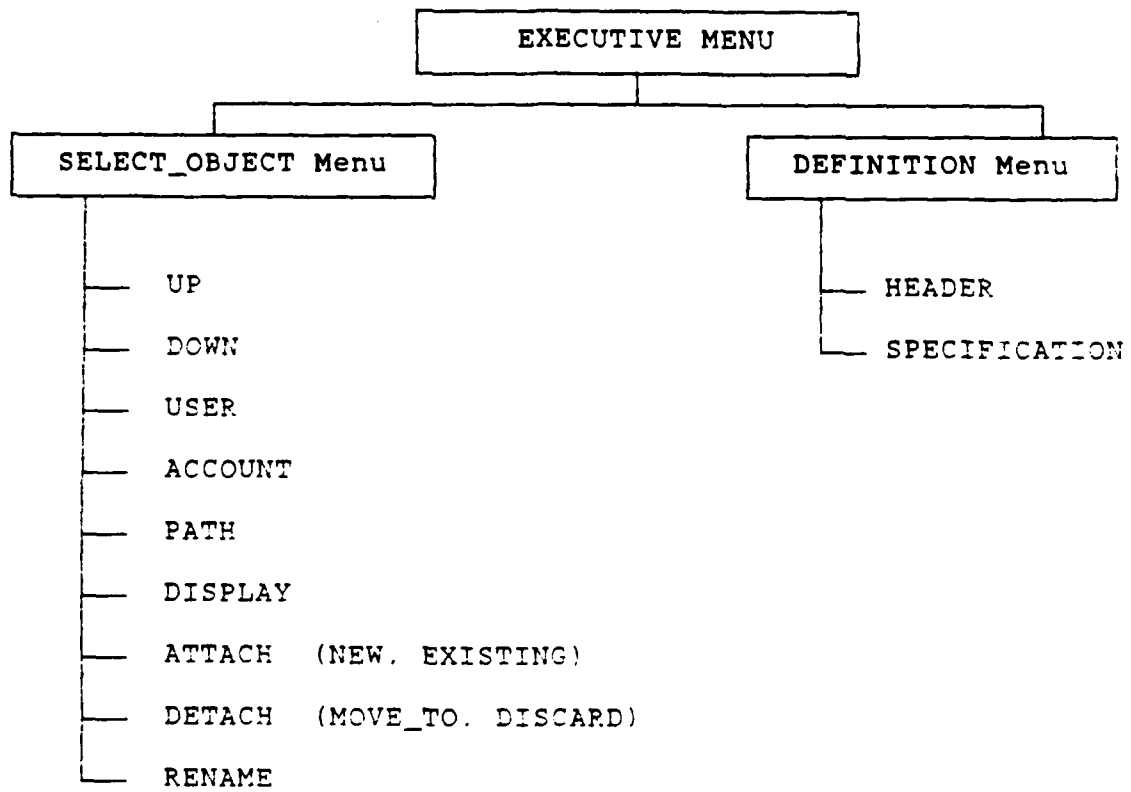 EXECUTIVE MENU
SELECT_OBJECT Menu
DEFINITION Menu
UP
DOWN
USER
ACCOUNT
PATH
DISPLAY
ATTACH (NEW, EXISTING)
DETACH (MOVE_TO, DISCARD)
RENAME
HEADER
SPECIFICATION